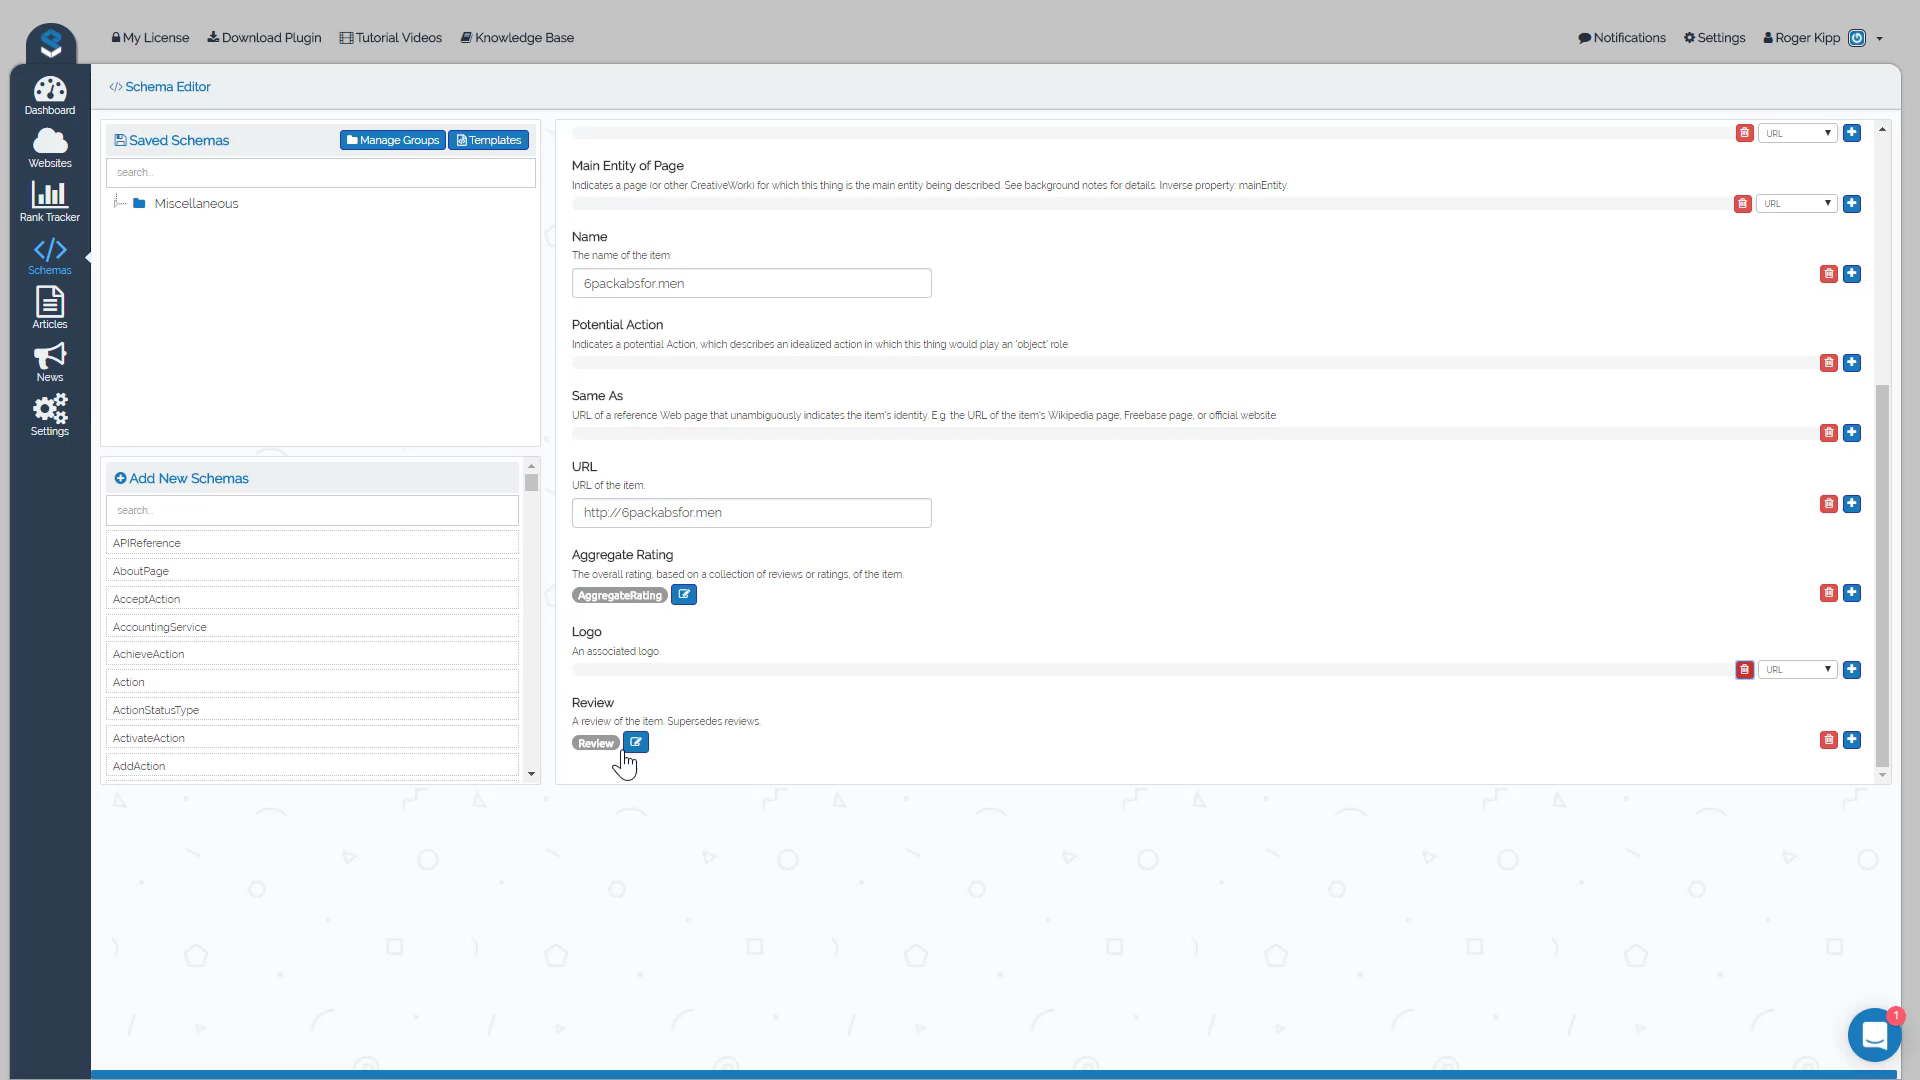 My License Download Plugin Tutorial Videos Knowledge Base
Notifications Settings Roger Kipp
Dashboard
Websites
Rank Tracker
Schemas
Articles
News
Settings
</> Schema Editor
Saved Schemas Manage Groups Templates
search...
Miscellaneous
Add New Schemas
search...
APIReference
AboutPage
AcceptAction
AccountingService
AchieveAction
Action
ActionStatusType
ActivateAction
AddAction
URL
Main Entity of Page
Indicates a page (or other CreativeWork) for which this thing is the main entity being described. See background notes for details. Inverse property: mainEntity.
URL
Name
The name of the item.
6packabsfor.men
Potential Action
Indicates a potential Action, which describes an idealized action in which this thing would play an 'object' role.
Same As
URL of a reference Web page that unambiguously indicates the item's identity. E.g. the URL of the item's Wikipedia page, Freebase page, or official website.
URL
URL of the item.
http://6packabsfor.men
Aggregate Rating
The overall rating, based on a collection of reviews or ratings, of the item.
AggregateRating
Logo
An associated logo.
URL
Review
A review of the item. Supersedes reviews.
Review
1